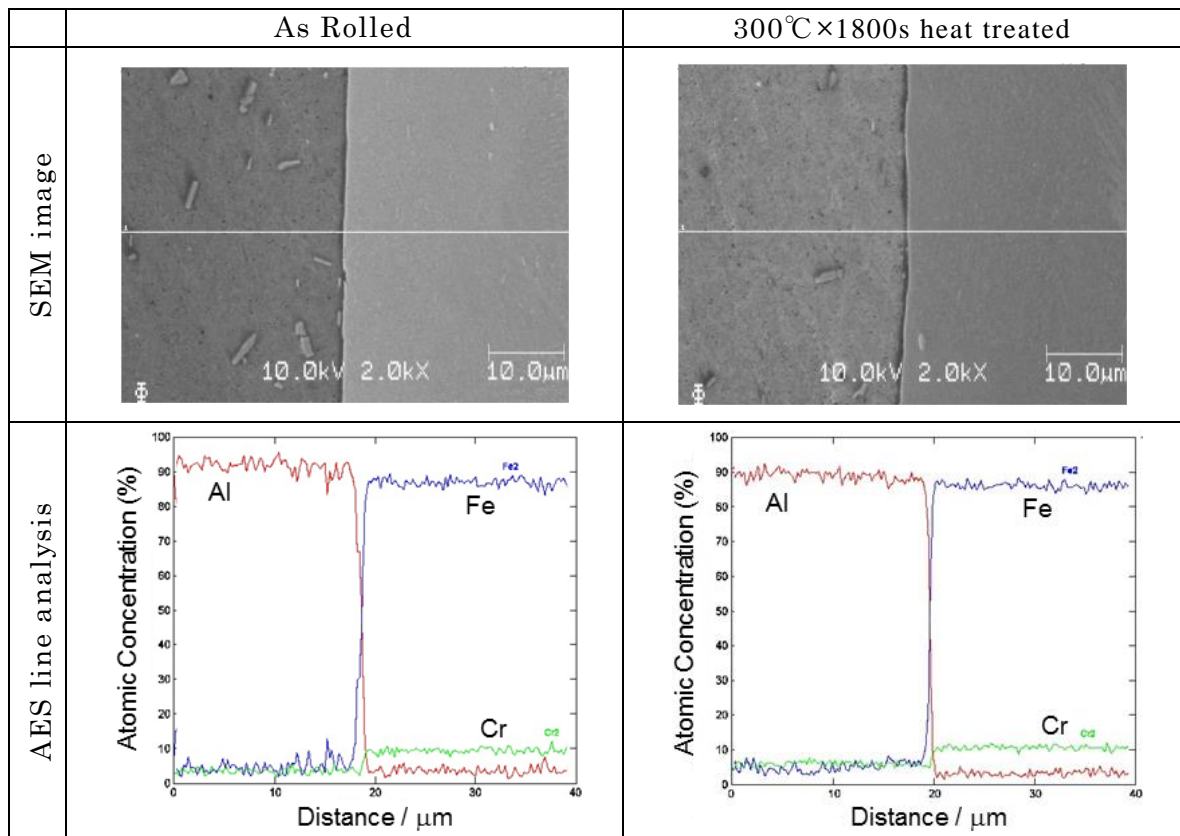 As Rolled
300℃×1800s heat treated
SEM image
10.0kV 2.0kX 10.0µm
10.0kV 2.0kX 10.0µm
AES line analysis
Atomic Concentration (%)
100
90
80
70
60
50
40
30
20
10
0
Al
Fe2
Fe
Cr
Cr2
0 10 20 30 40
Distance / µm
Atomic Concentration (%)
100
90
80
70
60
50
40
30
20
10
0
Al
Fe2
Fe
Cr
Cr2
0 10 20 30 40
Distance / µm